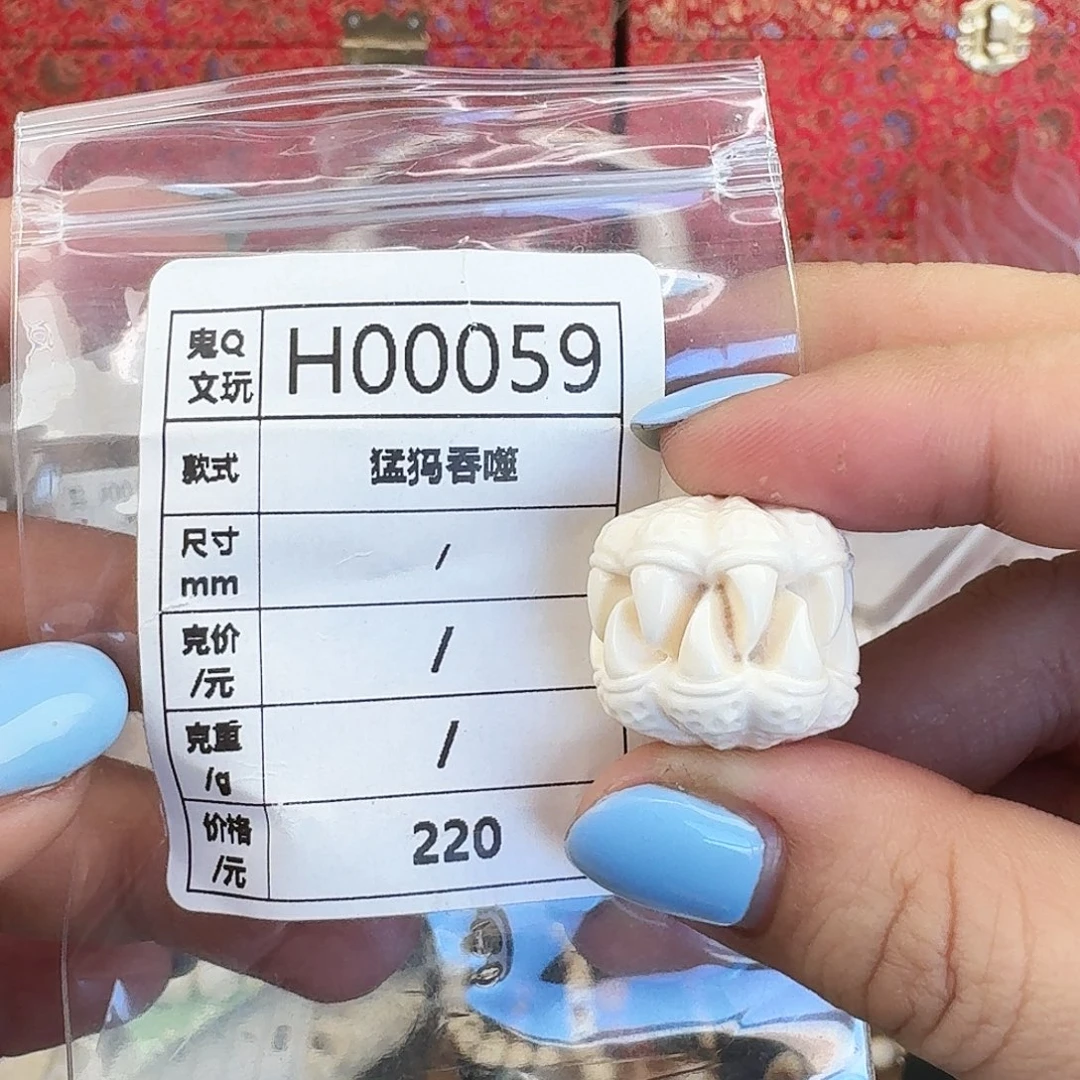 鬼Q
文玩
H00059
款式
猛犸吞噬
尺寸
mm
/
克价
/元
/
克重
/g
/
价格
/元
220